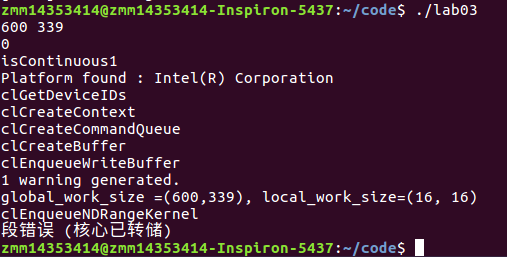 zmm14353414@zmm14353414-Inspiron-5437:~/code$ ./lab03
600 339
0
isContinuous1
Platform found : Intel(R) Corporation
clGetDeviceIDs
clCreateContext
clCreateCommandQueue
clCreateBuffer
clEnqueueWriteBuffer
1 warning generated.
global_work_size =(600,339), local_work_size=(16, 16)
clEnqueueNDRangeKernel
段错误 (核心已转储)
zmm14353414@zmm14353414-Inspiron-5437:~/code$